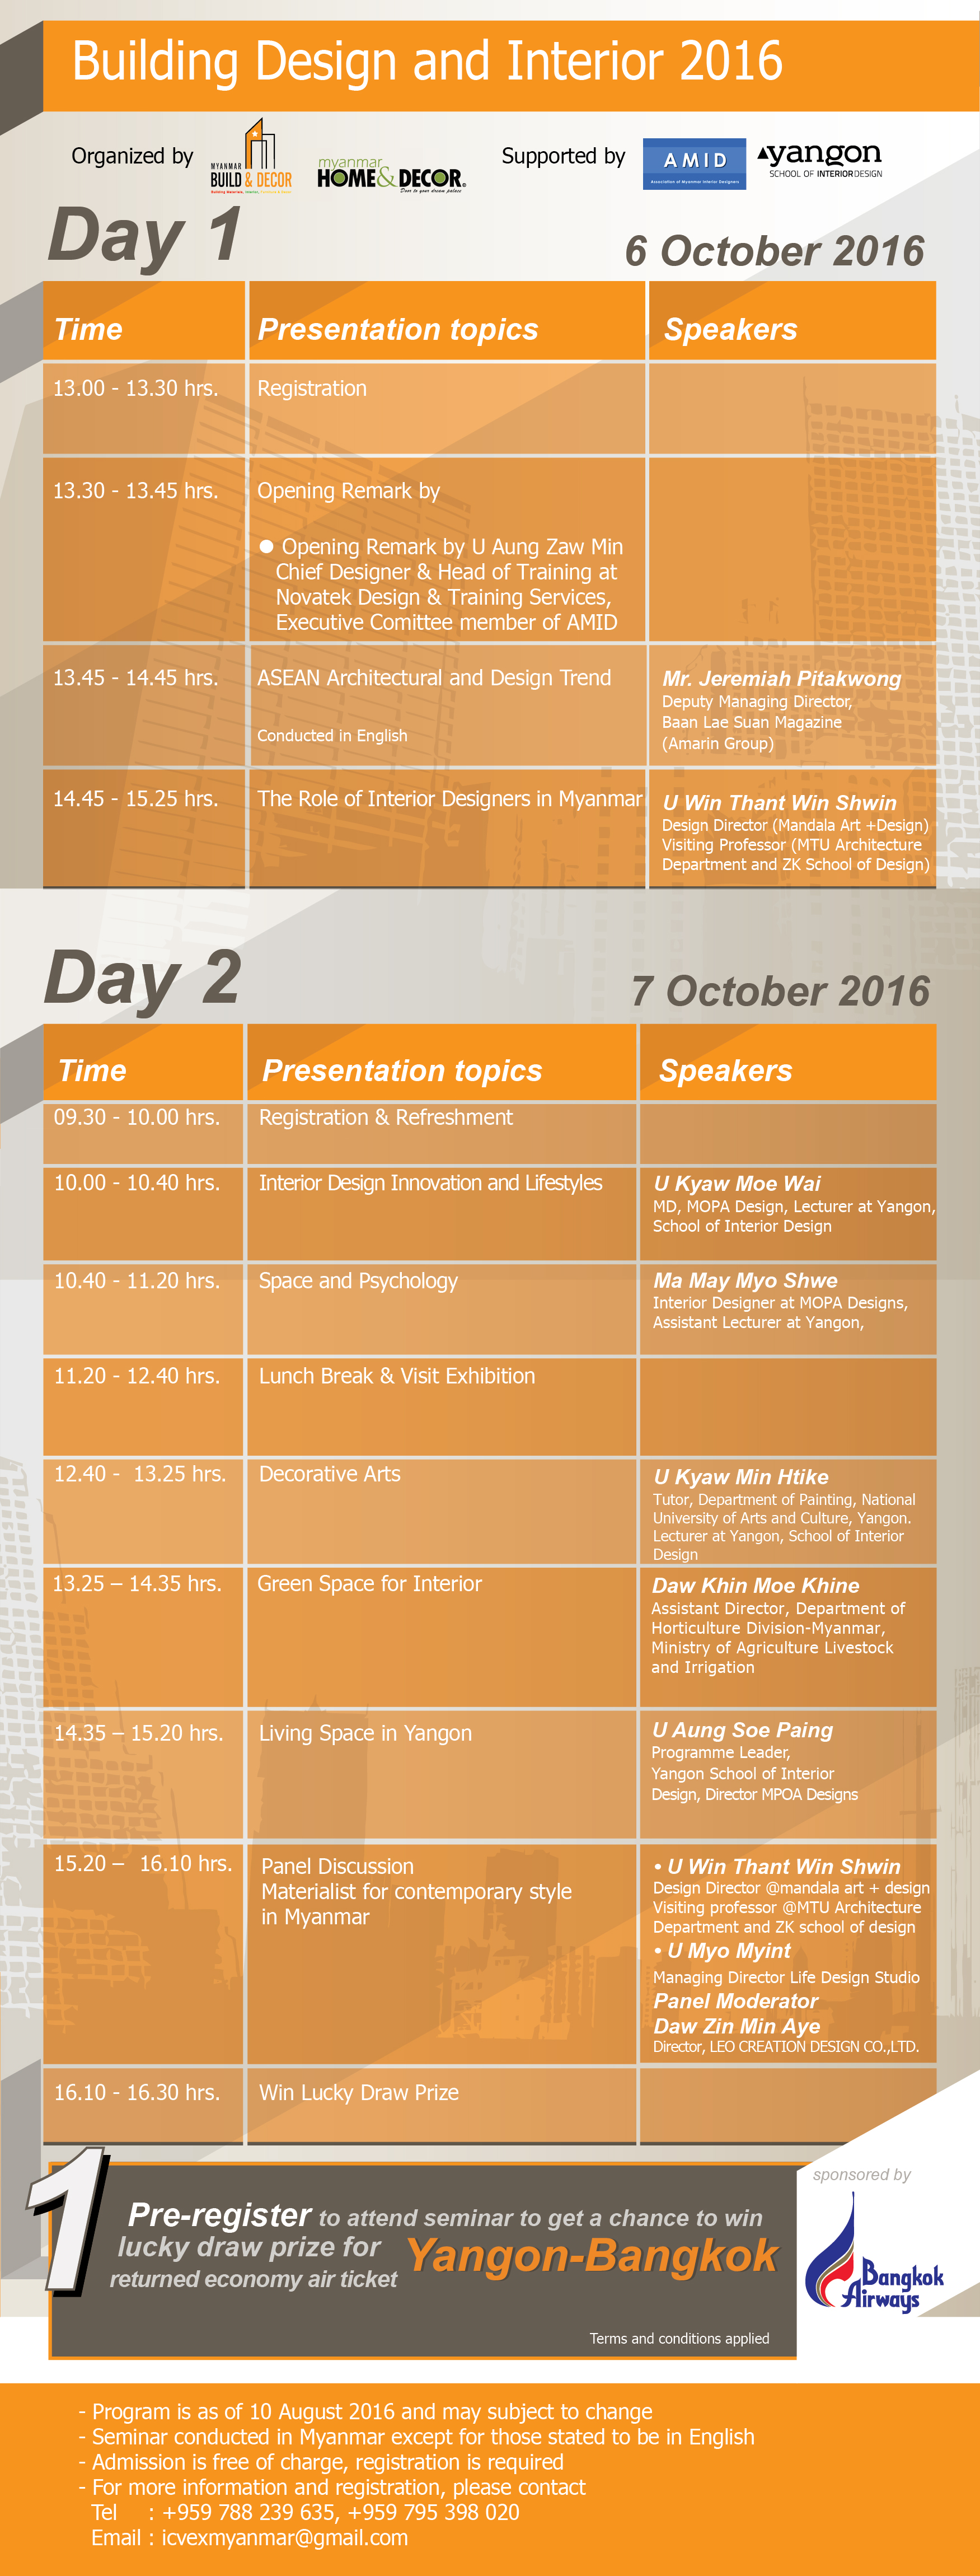 Building Design and Interior 2016
Organized by
MYANMAR
BUILD & DECOR
myanmar
HOME&DECOR
Door to your dream palace
Supported by
AMID
Association of Myanmar Interior Designers
yangon
SCHOOL OF INTERIOR DESIGN
Day 1
6 October 2016
Time
Presentation topics
Speakers
13.00 - 13.30 hrs.
Registration
13.30 - 13.45 hrs.
Opening Remark by
● Opening Remark by U Aung Zaw Min
Chief Designer & Head of Training at
Novatek Design & Training Services,
Executive Comittee member of AMID
13.45 - 14.45 hrs.
ASEAN Architectural and Design Trend
Conducted in English
Mr. Jeremiah Pitakwong
Deputy Managing Director,
Baan Lae Suan Magazine
(Amarin Group)
14.45 - 15.25 hrs.
The Role of Interior Designers in Myanmar
U Win Thant Win Shwin
Design Director (Mandala Art +Design)
Visiting Professor (MTU Architecture
Department and ZK School of Design)
Day 2
7 October 2016
Time
Presentation topics
Speakers
09.30 - 10.00 hrs.
Registration & Refreshment
10.00 - 10.40 hrs.
Interior Design Innovation and Lifestyles
U Kyaw Moe Wai
MD, MOPA Design, Lecturer at Yangon,
School of Interior Design
10.40 - 11.20 hrs.
Space and Psychology
Ma May Myo Shwe
Interior Designer at MOPA Designs,
Assistant Lecturer at Yangon,
11.20 - 12.40 hrs.
Lunch Break & Visit Exhibition
12.40 - 13.25 hrs.
Decorative Arts
U Kyaw Min Htike
Tutor, Department of Painting, National
University of Arts and Culture, Yangon.
Lecturer at Yangon, School of Interior
Design
13.25 – 14.35 hrs.
Green Space for Interior
Daw Khin Moe Khine
Assistant Director, Department of
Horticulture Division-Myanmar,
Ministry of Agriculture Livestock
and Irrigation
14.35 – 15.20 hrs.
Living Space in Yangon
U Aung Soe Paing
Programme Leader,
Yangon School of Interior
Design, Director MPOA Designs
15.20 – 16.10 hrs.
Panel Discussion
Materialist for contemporary style
in Myanmar
• U Win Thant Win Shwin
Design Director @mandala art + design
Visiting professor @MTU Architecture
Department and ZK school of design
• U Myo Myint
Managing Director Life Design Studio
Panel Moderator
Daw Zin Min Aye
Director, LEO CREATION DESIGN CO.,LTD.
16.10 - 16.30 hrs.
Win Lucky Draw Prize
1
Pre-register to attend seminar to get a chance to win
lucky draw prize for
returned economy air ticket
Yangon-Bangkok
Terms and conditions applied
sponsored by
Bangkok
Airways
- Program is as of 10 August 2016 and may subject to change
- Seminar conducted in Myanmar except for those stated to be in English
- Admission is free of charge, registration is required
- For more information and registration, please contact
Tel : +959 788 239 635, +959 795 398 020
Email : icvexmyanmar@gmail.com